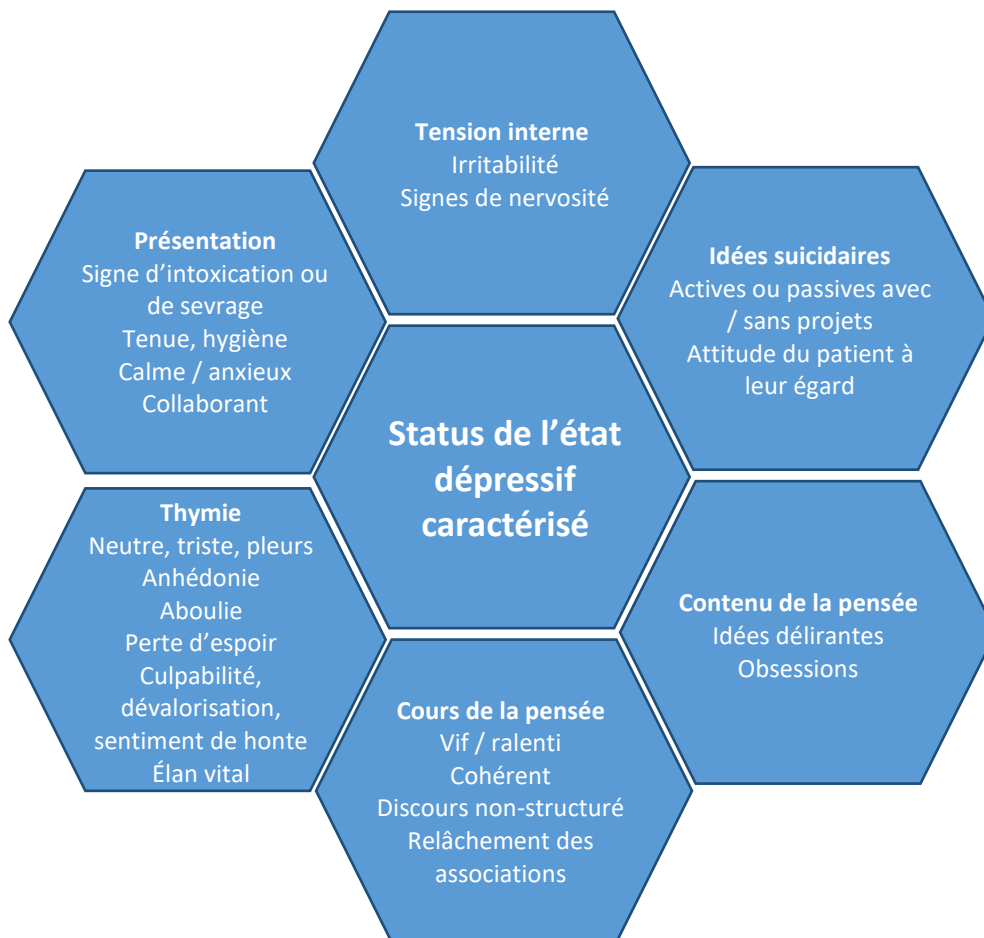 Tension interne
Irritabilité
Signes de nervosité
Présentation
Signe d’intoxication ou
de sevrage
Tenue, hygiène
Calme / anxieux
Collaborant
Idées suicidaires
Actives ou passives avec
/ sans projets
Attitude du patient à
leur égard
Status de l’état
dépressif
caractérisé
Thymie
Neutre, triste, pleurs
Anhédonie
Aboulie
Perte d’espoir
Culpabilité,
dévalorisation,
sentiment de honte
Élan vital
Contenu de la pensée
Idées délirantes
Obsessions
Cours de la pensée
Vif / ralenti
Cohérent
Discours non-structuré
Relâchement des
associations